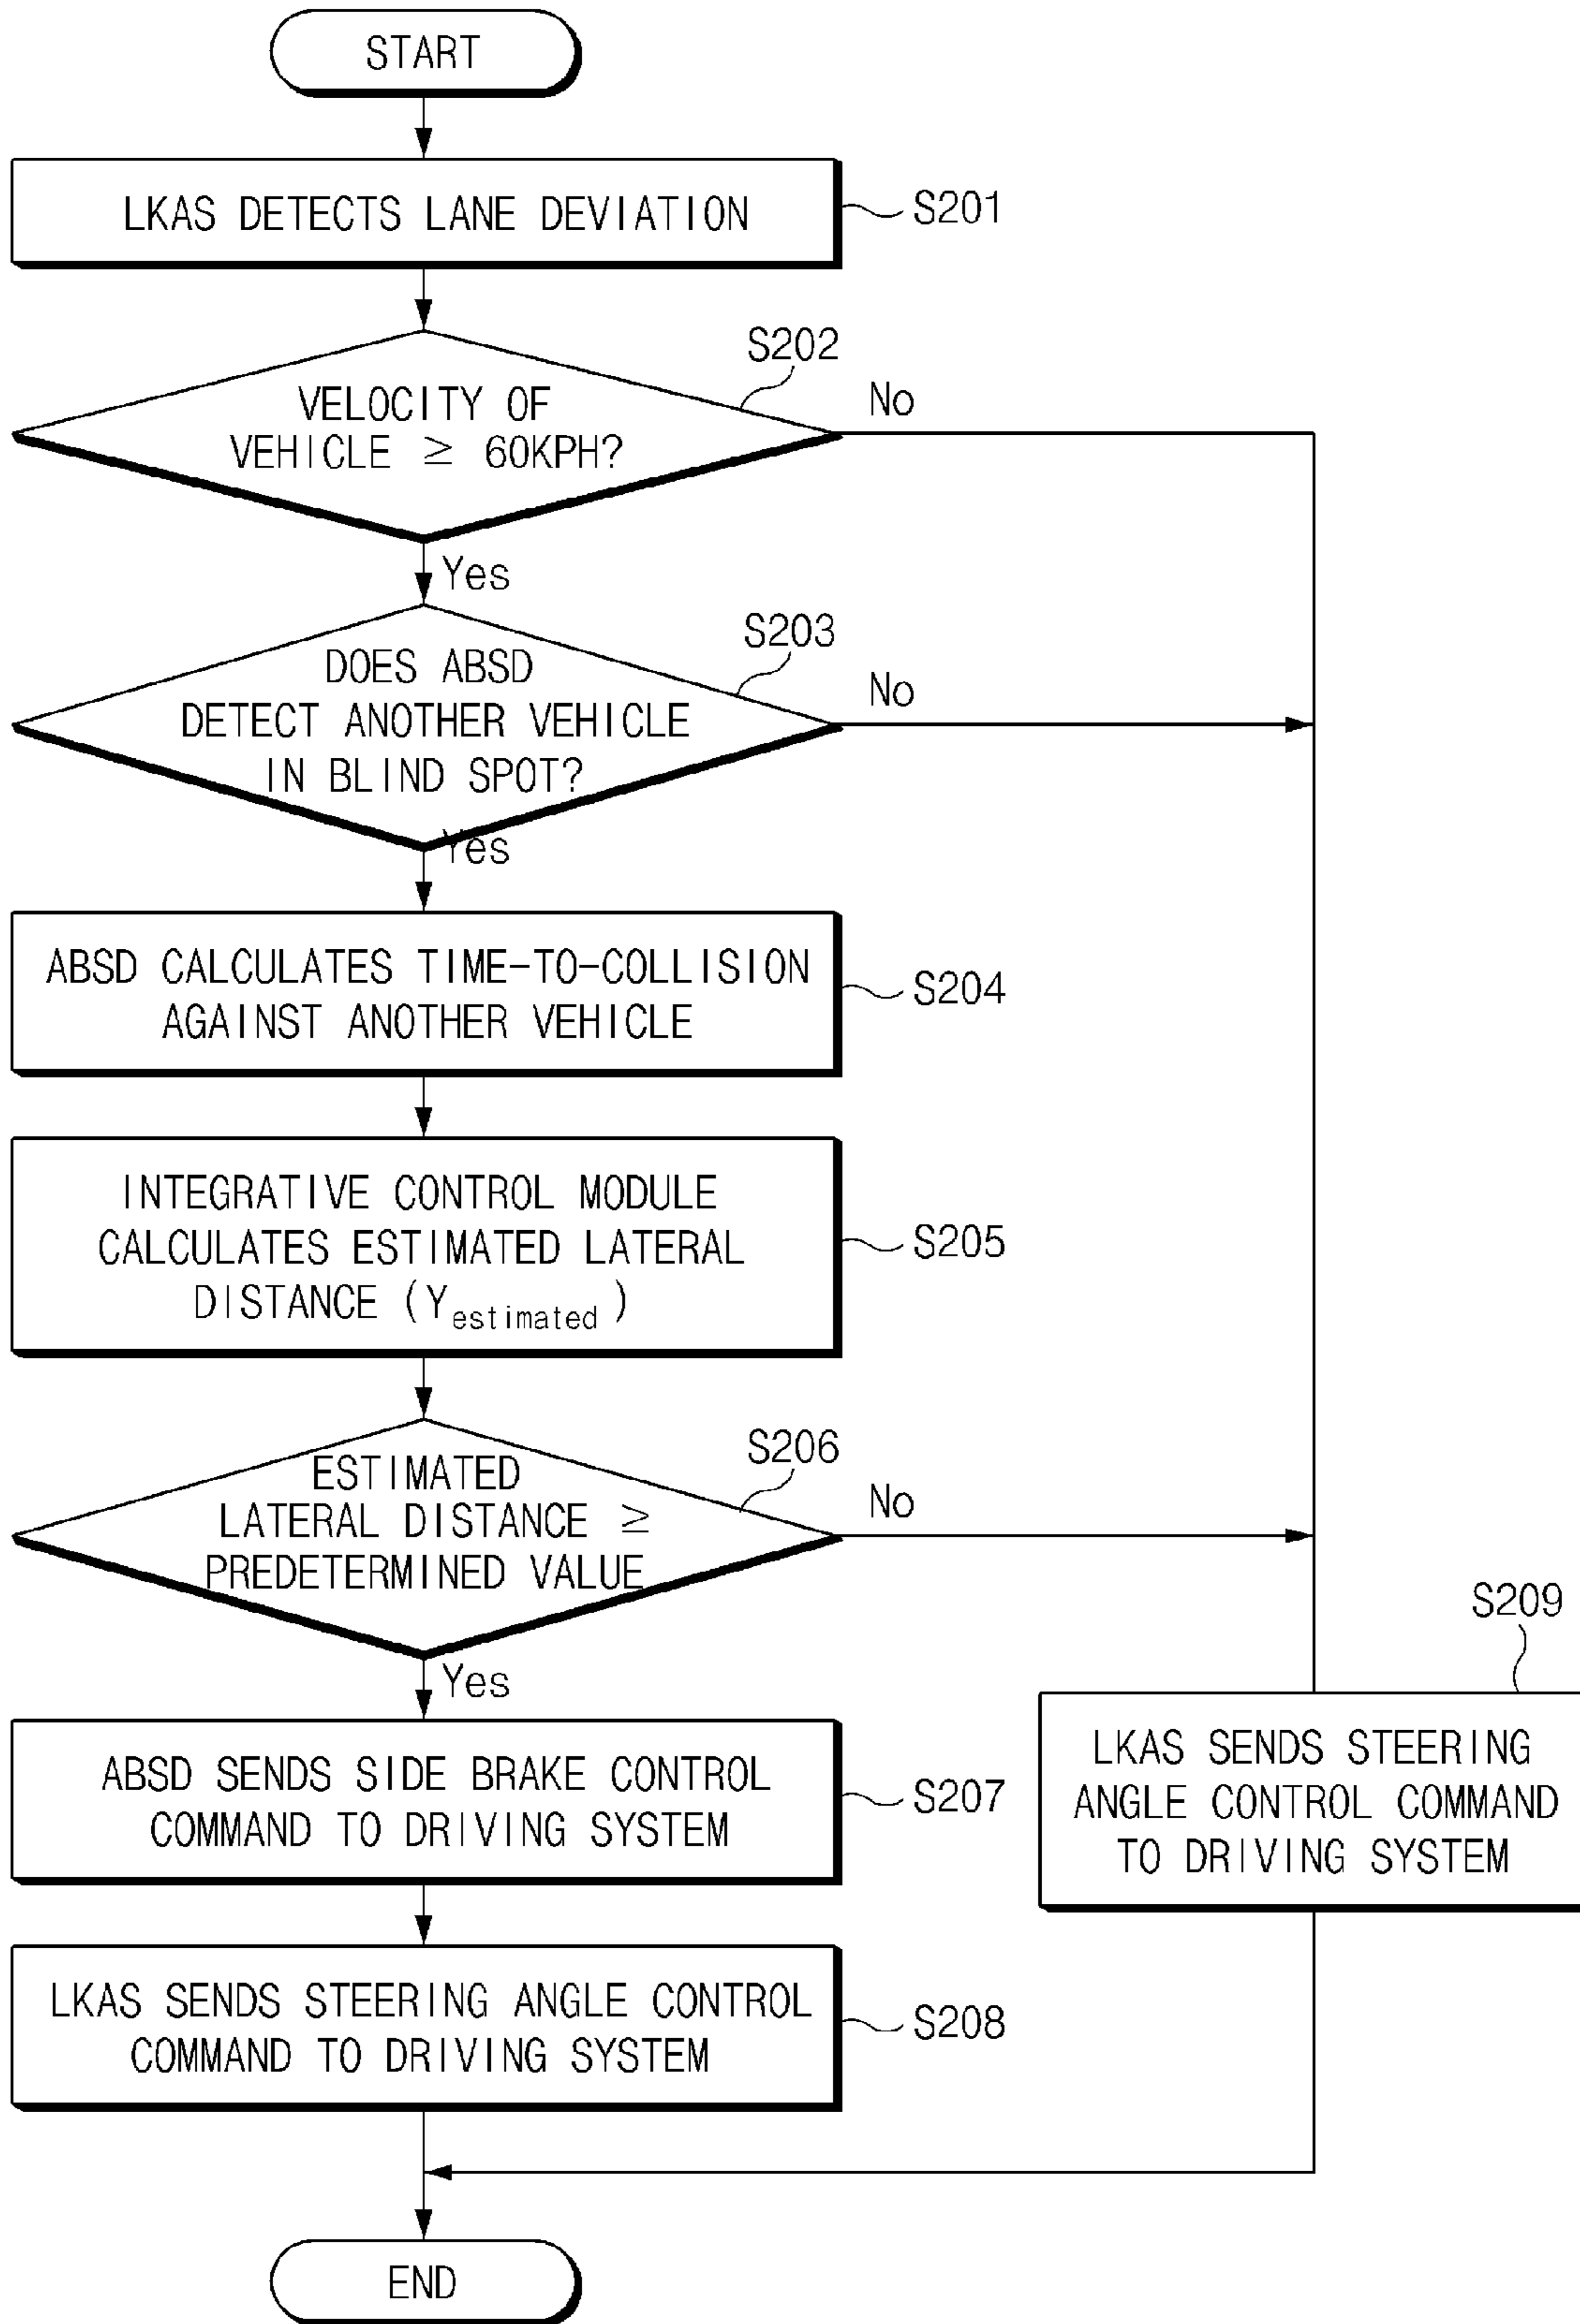 START
LKAS DETECTS LANE DEVIATION
S201
S202
VELOCITY OF
VEHICLE ≥ 60KPH?
No
Yes
S203
DOES ABSD
DETECT ANOTHER VEHICLE
IN BLIND SPOT?
No
Yes
ABSD CALCULATES TIME-TO-COLLISION
AGAINST ANOTHER VEHICLE
S204
INTEGRATIVE CONTROL MODULE
CALCULATES ESTIMATED LATERAL
DISTANCE (Yestimated)
S205
S206
ESTIMATED
LATERAL DISTANCE ≥
PREDETERMINED VALUE
No
Yes
S209
LKAS SENDS STEERING
ANGLE CONTROL COMMAND
TO DRIVING SYSTEM
ABSD SENDS SIDE BRAKE CONTROL
COMMAND TO DRIVING SYSTEM
S207
LKAS SENDS STEERING ANGLE CONTROL
COMMAND TO DRIVING SYSTEM
S208
END